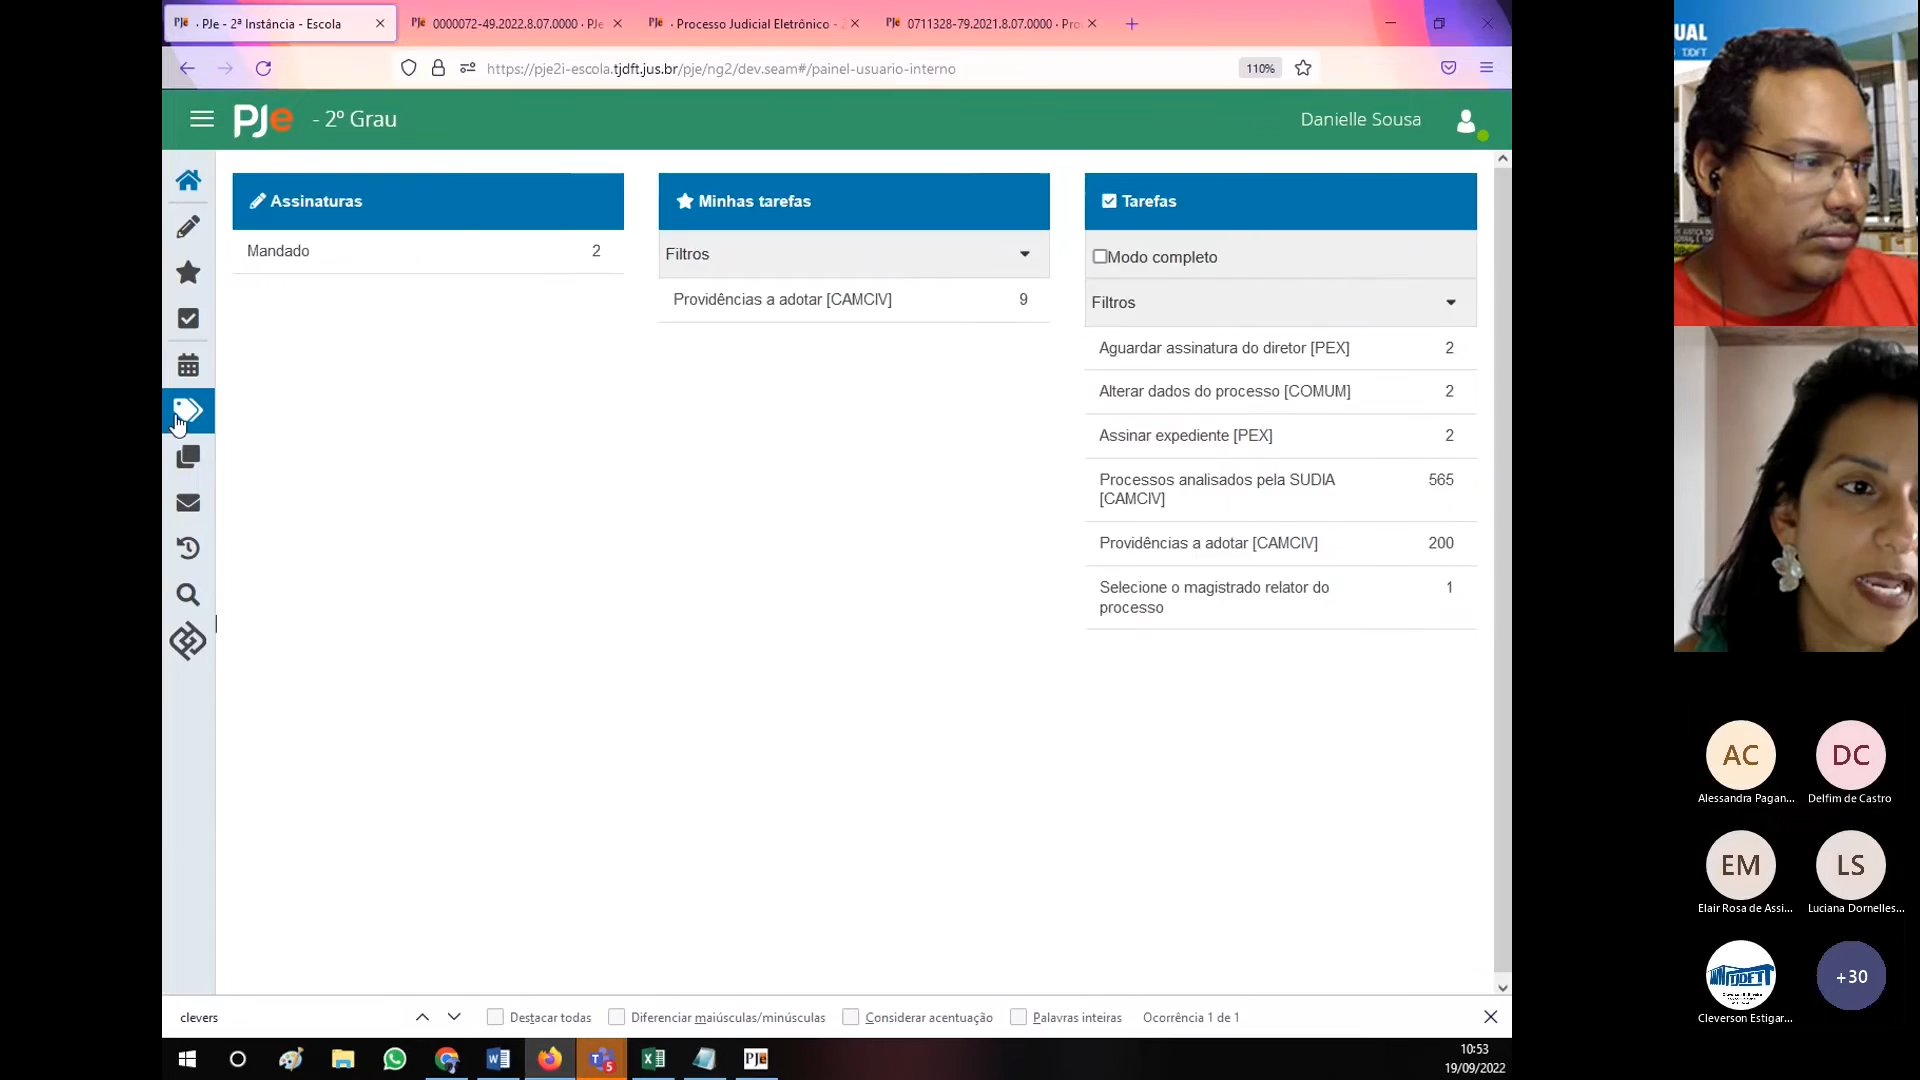 PJe - 2ª Instância - Escola
0000072-49.2022.8.07.0000 · PJe
· Processo Judicial Eletrônico - 2
0711328-79.2021.8.07.0000 · Pro
https://pje2i-escola.tjdft.jus.br/pje/ng2/dev.seam#/painel-usuario-interno
110%
PJe - 2º Grau
Danielle Sousa
Assinaturas
Mandado 2
Minhas tarefas
Filtros
Providências a adotar [CAMCIV] 9
Tarefas
Modo completo
Filtros
Aguardar assinatura do diretor [PEX] 2
Alterar dados do processo [COMUM] 2
Assinar expediente [PEX] 2
Processos analisados pela SUDIA 565
[CAMCIV]
Providências a adotar [CAMCIV] 200
Selecione o magistrado relator do 1
processo
clevers
Destacar todas
Diferenciar maiúsculas/minúsculas
Considerar acentuação
Palavras inteiras
Ocorrência 1 de 1
5
PJe
10:53
19/09/2022
UAL
TJDFT
AC
Alessandra Pagan...
DC
Delfim de Castro
EM
Elair Rosa de Assi...
LS
Luciana Dornelles...
TJDFT
Cleverson Estigar...
+30